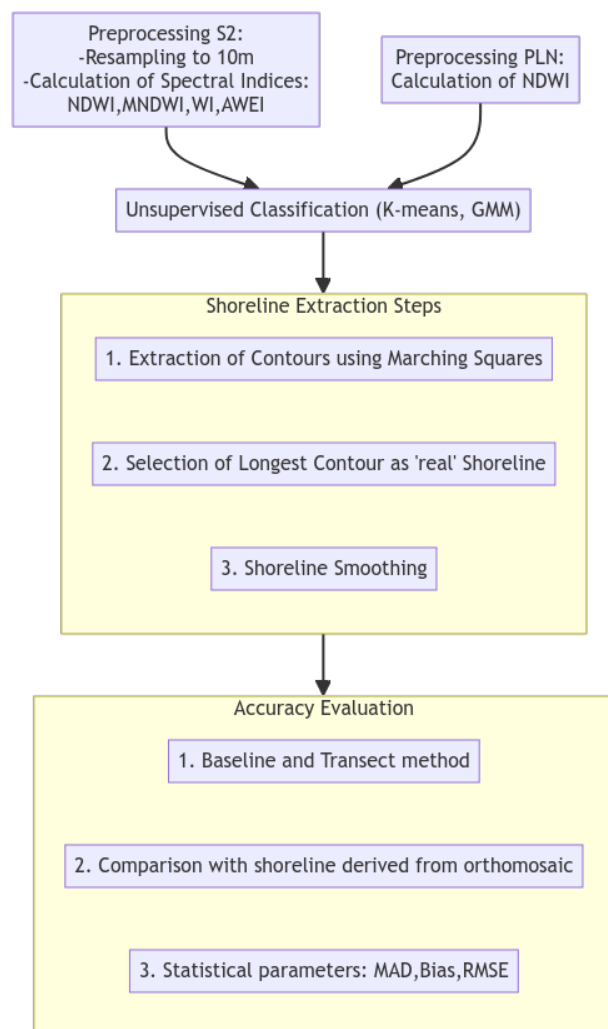 Preprocessing S2:
-Resampling to 10m
-Calculation of Spectral Indices:
NDWI,MNDWI,WI,AWEI
Preprocessing PLN:
Calculation of NDWI
Unsupervised Classification (K-means, GMM)
Shoreline Extraction Steps
1. Extraction of Contours using Marching Squares
2. Selection of Longest Contour as 'real' Shoreline
3. Shoreline Smoothing
Accuracy Evaluation
1. Baseline and Transect method
2. Comparison with shoreline derived from orthomosaic
3. Statistical parameters: MAD,Bias,RMSE